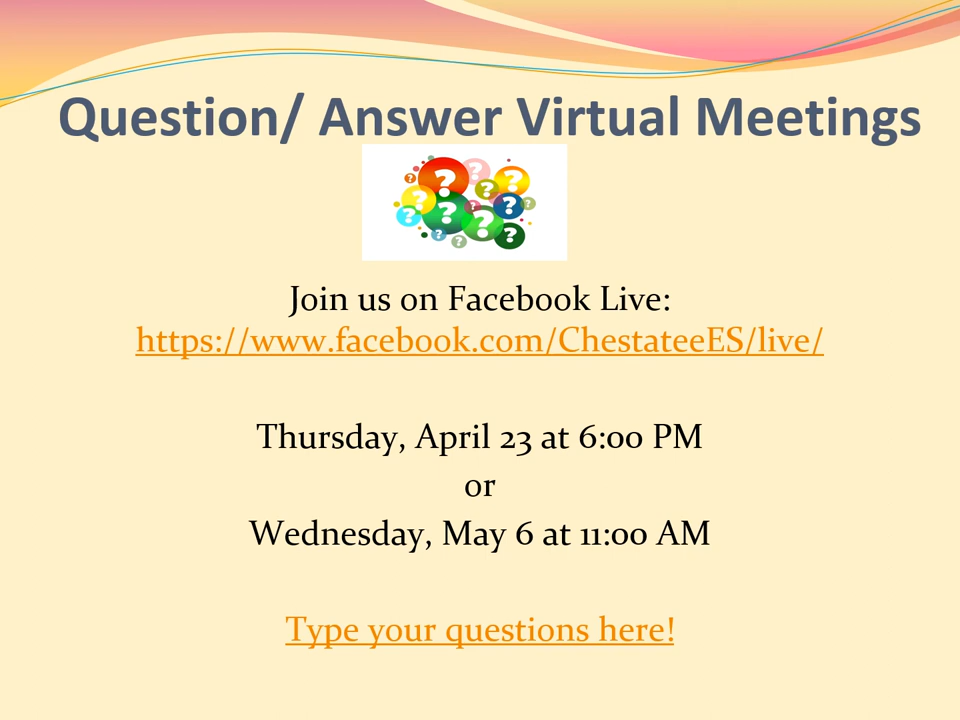 Question/ Answer Virtual Meetings
Join us on Facebook Live:
https://www.facebook.com/ChestateeES/live/
Thursday, April 23 at 6:00 PM
or
Wednesday, May 6 at 11:00 AM
Type your questions here!